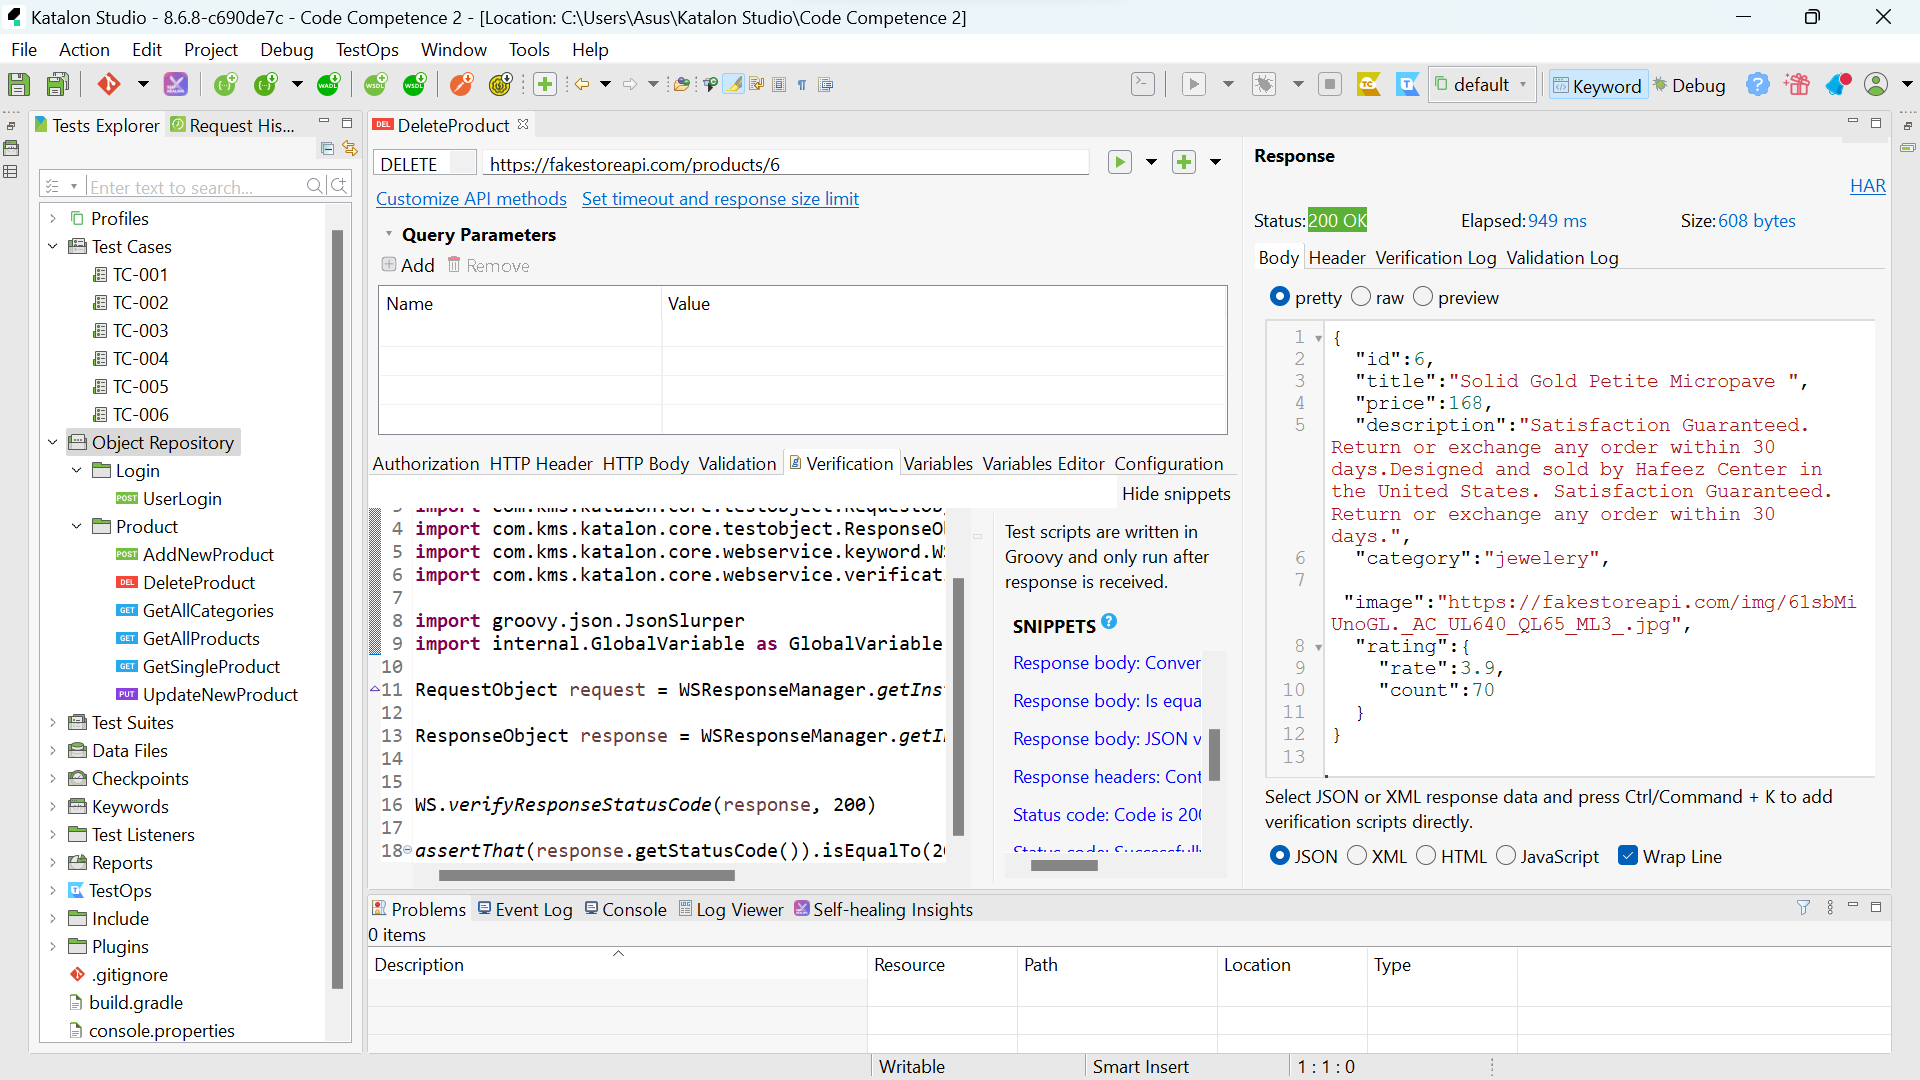 Katalon Studio - 8.6.8-c690de7c - Code Competence 2 - [Location: C:\Users\Asus\Katalon Studio\Code Competence 2]
File Action Edit Project Debug TestOps Window Tools Help
default Keyword Debug
Tests Explorer Request His...
Enter text to search...
Profiles
Test Cases
TC-001
TC-002
TC-003
TC-004
TC-005
TC-006
Object Repository
Login
POST UserLogin
Product
POST AddNewProduct
DEL DeleteProduct
GET GetAllCategories
GET GetAllProducts
GET GetSingleProduct
PUT UpdateNewProduct
Test Suites
Data Files
Checkpoints
Keywords
Test Listeners
Reports
TestOps
Include
Plugins
.gitignore
build.gradle
console.properties
DEL DeleteProduct
DELETE https://fakestoreapi.com/products/6
Customize API methods Set timeout and response size limit
Query Parameters
Add Remove
Name Value
Authorization HTTP Header HTTP Body Validation Verification Variables Variables Editor Configuration
Hide snippets
4 import com.kms.katalon.core.testobject.ResponseO
5 import com.kms.katalon.core.webservice.keyword.W
6 import com.kms.katalon.core.webservice.verificat
7
8 import groovy.json.JsonSlurper
9 import internal.GlobalVariable as GlobalVariable
10
11 RequestObject request = WSResponseManager.getIns
12
13 ResponseObject response = WSResponseManager.getI
14
15
16 WS.verifyResponseStatusCode(response, 200)
17
18 assertThat(response.getStatusCode()).isEqualTo(2
Test scripts are written in
Groovy and only run after
response is received.
SNIPPETS
Response body: Conver
Response body: Is equa
Response body: JSON v
Response headers: Cont
Status code: Code is 20
Status code: Successfull
Response
HAR
Status: 200 OK Elapsed: 949 ms Size: 608 bytes
Body Header Verification Log Validation Log
pretty raw preview
1 {
2 "id":6,
3 "title":"Solid Gold Petite Micropave ",
4 "price":168,
5 "description":"Satisfaction Guaranteed.
Return or exchange any order within 30
days.Designed and sold by Hafeez Center in
the United States. Satisfaction Guaranteed.
Return or exchange any order within 30
days.",
6 "category":"jewelery",
7
"image":"https://fakestoreapi.com/img/61sbMi
UnoGL._AC_UL640_QL65_ML3_.jpg",
8 "rating":{
9 "rate":3.9,
10 "count":70
11 }
12 }
13
Select JSON or XML response data and press Ctrl/Command + K to add
verification scripts directly.
JSON XML HTML JavaScript Wrap Line
Problems Event Log Console Log Viewer Self-healing Insights
0 items
Description Resource Path Location Type
Writable Smart Insert 1 : 1 : 0